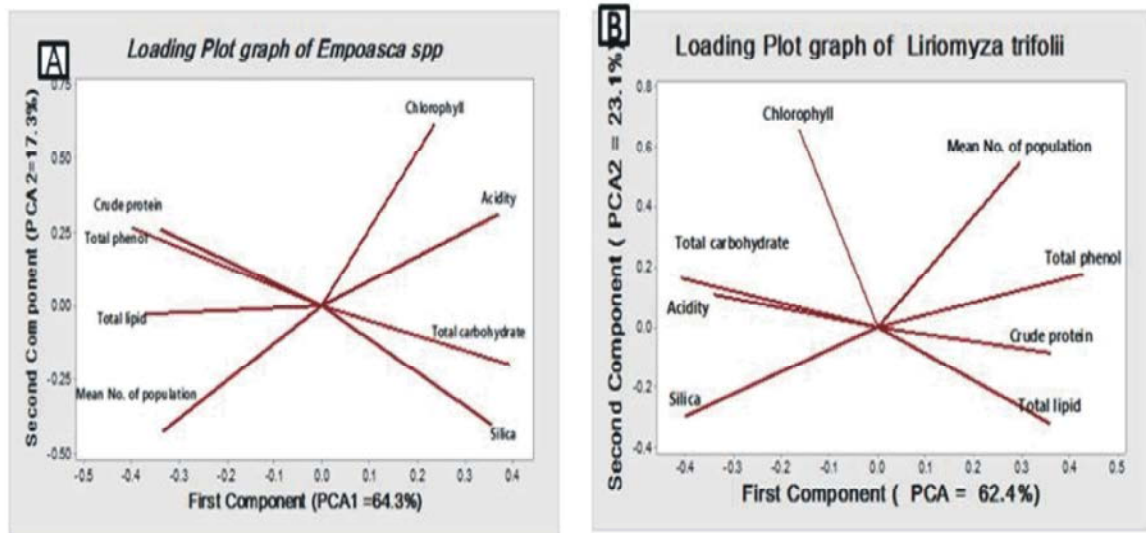 A
Loading Plot graph of Empoasca spp
Second Component (PCA2=17.3%)
0.75
0.50
0.25
0.00
-0.25
-0.50
Chlorophyll
Acidity
Crude protein
Total phenol
Total lipid
Total carbohydrate
Mean No. of population
Silica
-0.5 -0.4 -0.3 -0.2 -0.1 0.0 0.1 0.2 0.3 0.4
First Component (PCA1 =64.3%)
B
Loading Plot graph of Liriomyza trifolii
Second Component ( PCA2 = 23.1%)
0.8
0.6
0.4
0.2
0.0
-0.2
-0.4
Chlorophyll
Mean No. of population
Total carbohydrate
Total phenol
Acidity
Crude protein
Silica
Total lipid
-0.4 -0.3 -0.2 -0.1 0.0 0.1 0.2 0.3 0.4 0.5
First Component ( PCA = 62.4%)